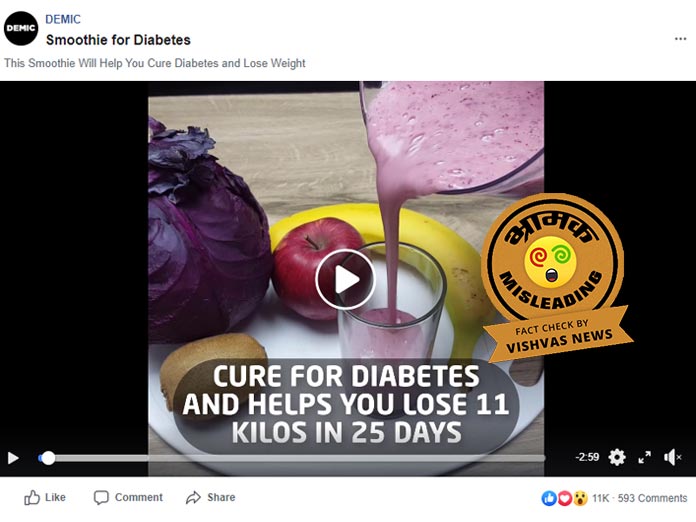 DEMIC
DEMIC
Smoothie for Diabetes
This Smoothie Will Help You Cure Diabetes and Lose Weight
भ्रामक
MISLEADING
FACT CHECK BY
VISHVAS NEWS
CURE FOR DIABETES
AND HELPS YOU LOSE 11
KILOS IN 25 DAYS
-2:59
Like
Comment
Share
11K · 593 Comments